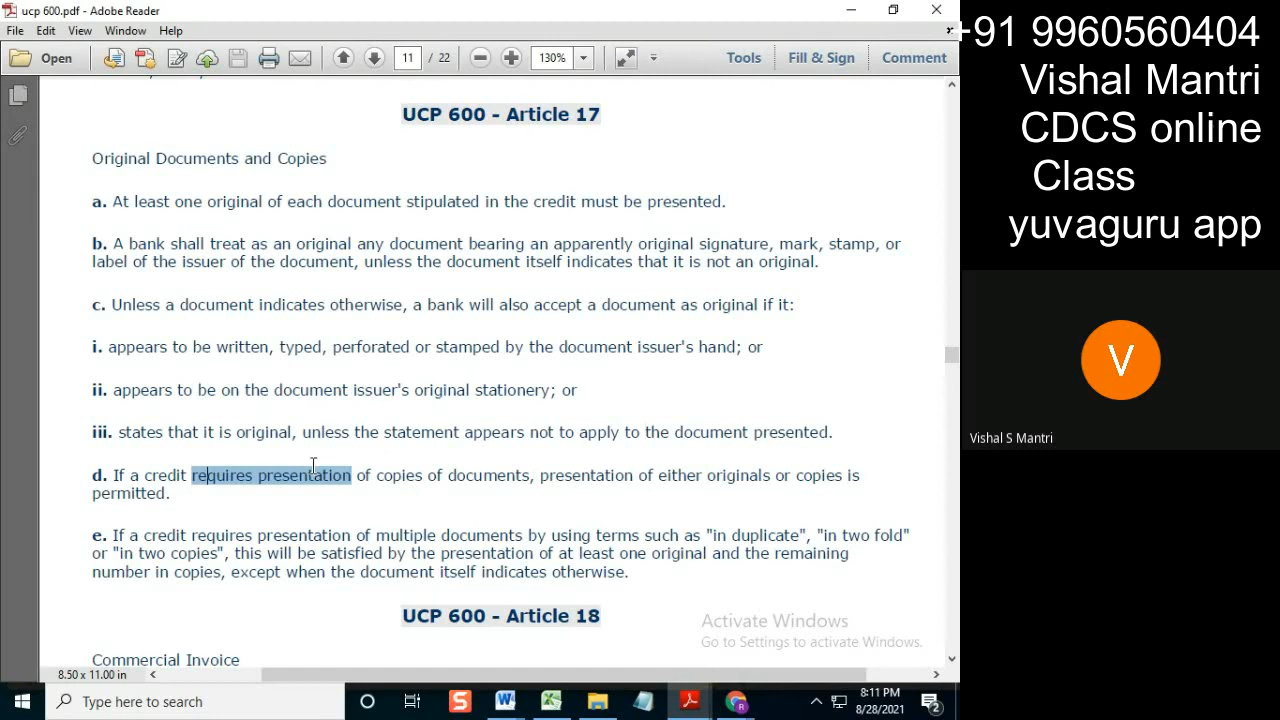 ucp 600.pdf - Adobe Reader
File Edit View Window Help
Open 11 / 22 130% Tools Fill & Sign Comment
UCP 600 - Article 17
Original Documents and Copies
a. At least one original of each document stipulated in the credit must be presented.
b. A bank shall treat as an original any document bearing an apparently original signature, mark, stamp, or
label of the issuer of the document, unless the document itself indicates that it is not an original.
c. Unless a document indicates otherwise, a bank will also accept a document as original if it:
i. appears to be written, typed, perforated or stamped by the document issuer's hand; or
ii. appears to be on the document issuer's original stationery; or
iii. states that it is original, unless the statement appears not to apply to the document presented.
d. If a credit requires presentation of copies of documents, presentation of either originals or copies is
permitted.
e. If a credit requires presentation of multiple documents by using terms such as "in duplicate", "in two fold"
or "in two copies", this will be satisfied by the presentation of at least one original and the remaining
number in copies, except when the document itself indicates otherwise.
UCP 600 - Article 18
Commercial Invoice
Activate Windows
Go to Settings to activate Windows.
8.50 x 11.00 in
Type here to search
S
W
X
R
8:11 PM
8/28/2021
2
+91 9960560404
Vishal Mantri
CDCS online
Class
yuvaguru app
V
Vishal S Mantri